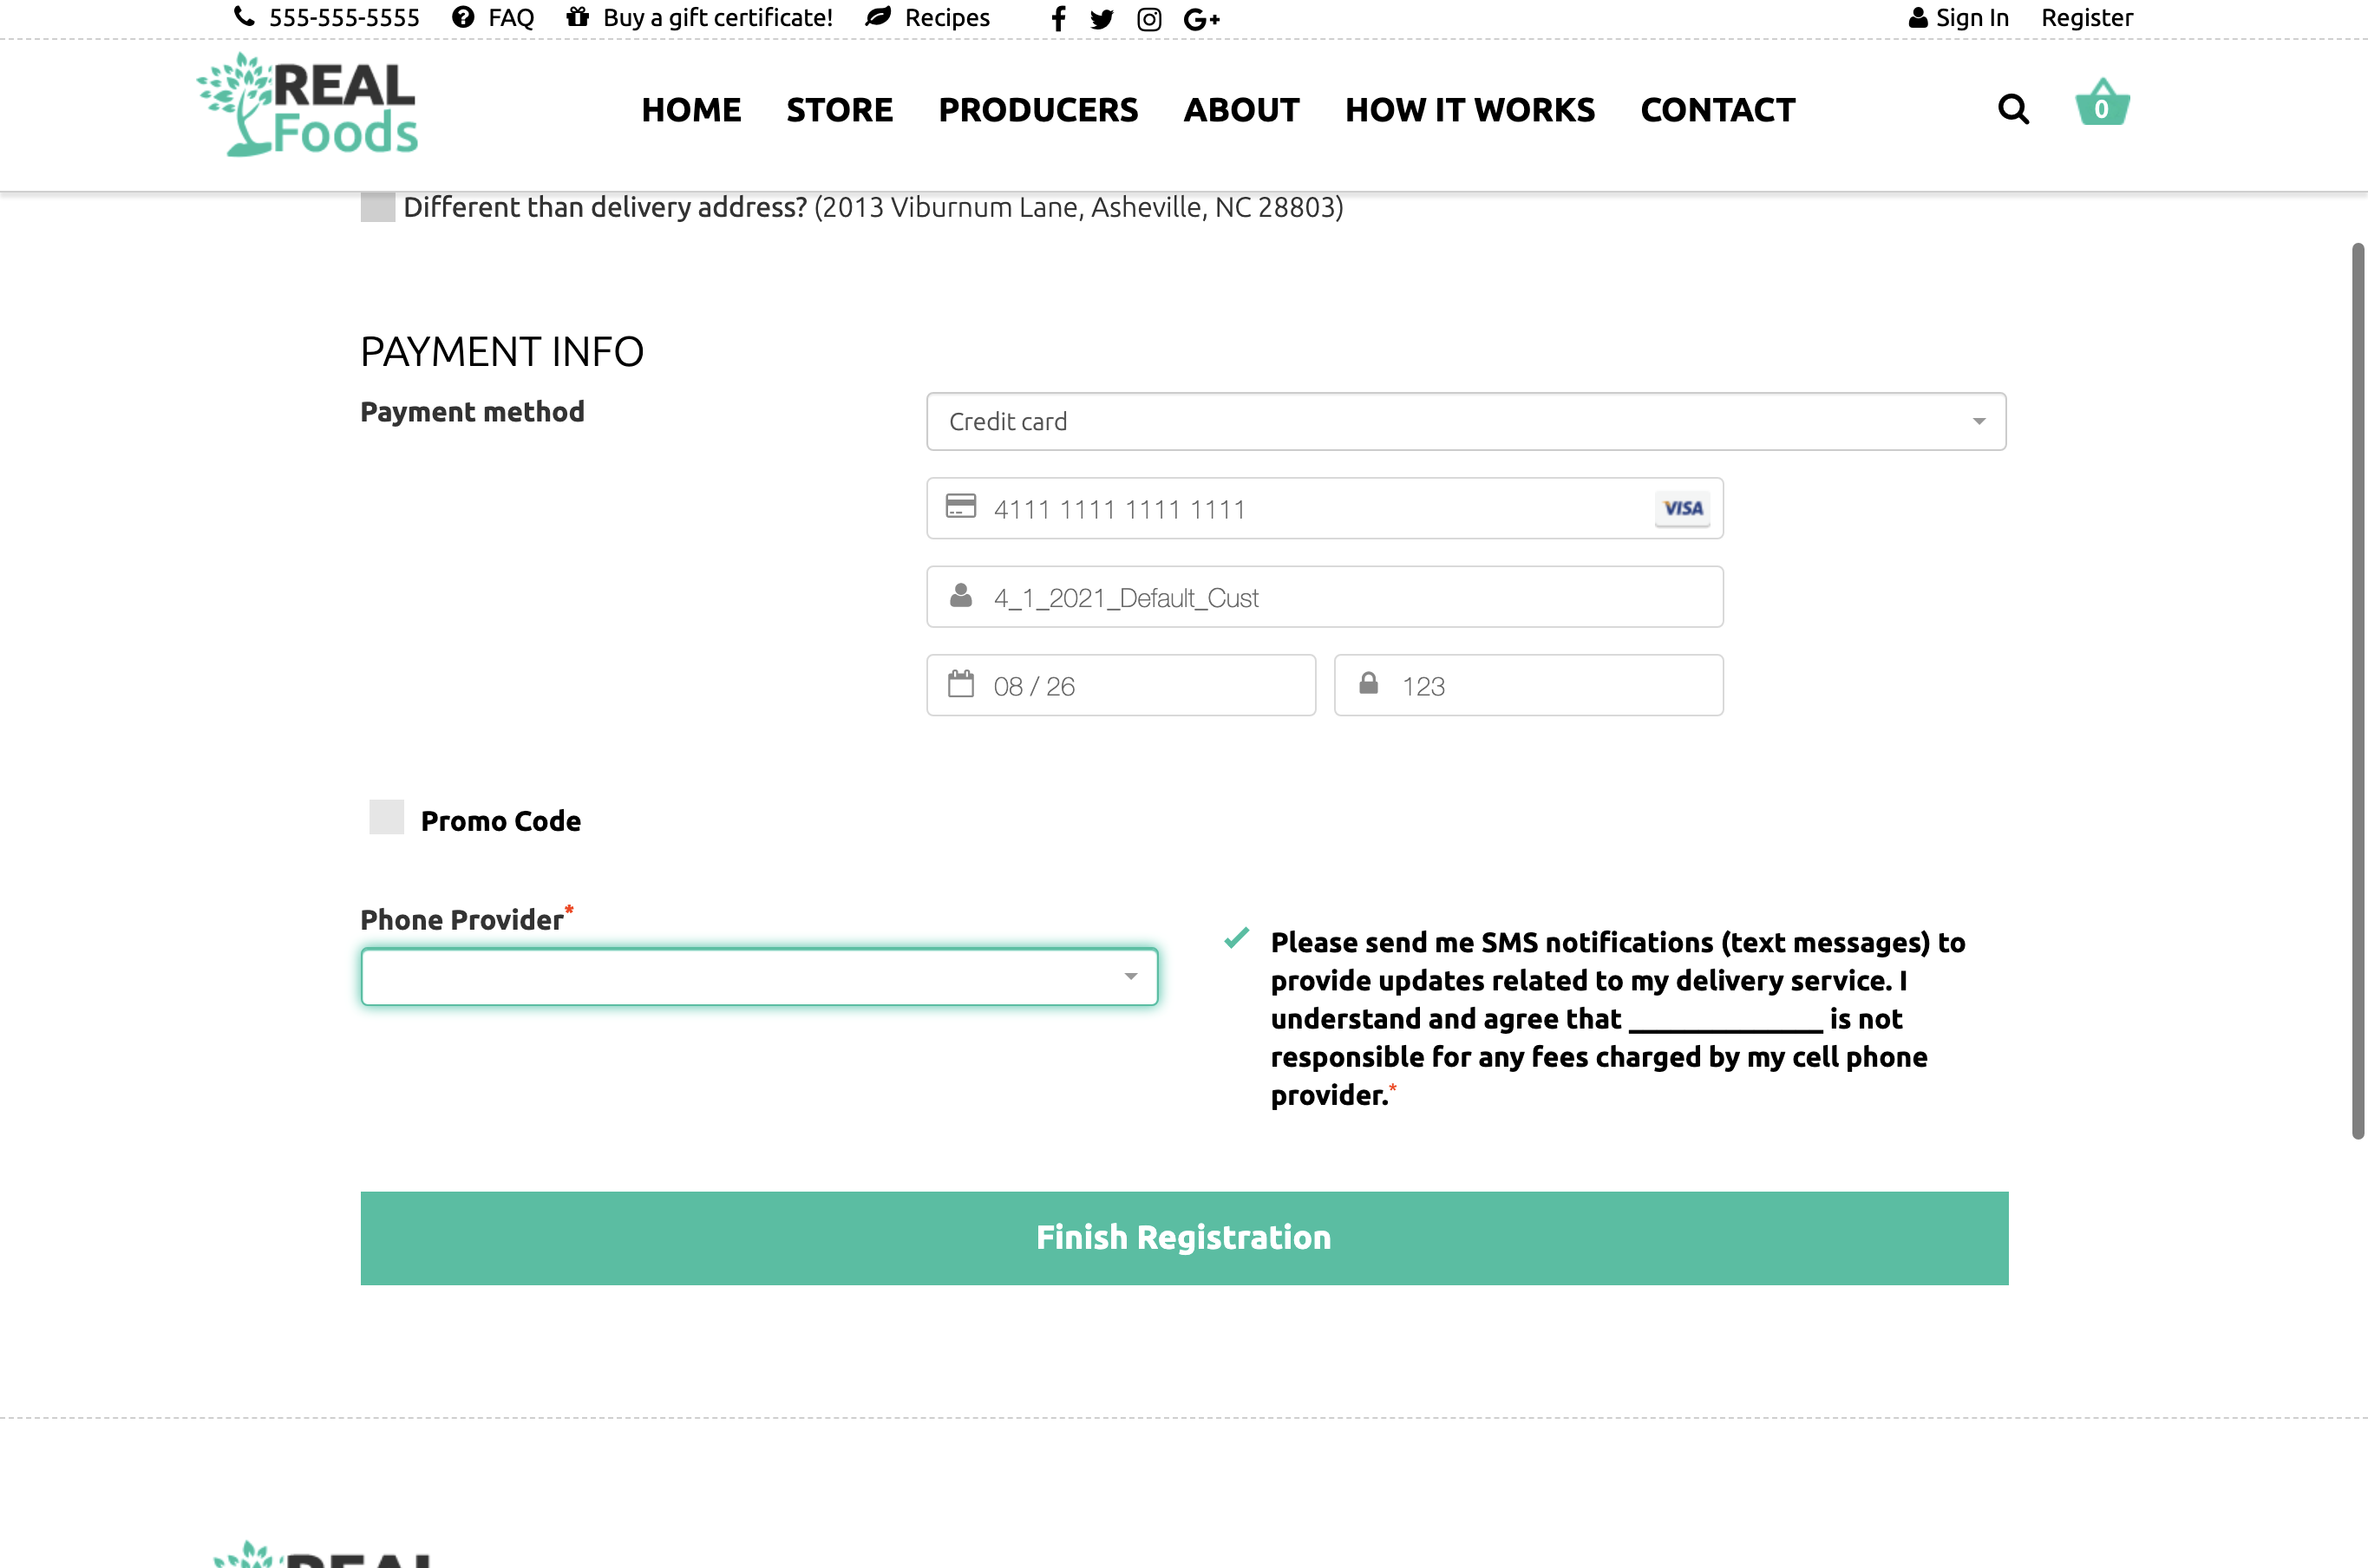 555-555-5555 FAQ Buy a gift certificate! Recipes Sign In Register
REAL
Foods
HOME STORE PRODUCERS ABOUT HOW IT WORKS CONTACT 0
Different than delivery address? (2013 Viburnum Lane, Asheville, NC 28803)
PAYMENT INFO
Payment method
Credit card
4111 1111 1111 1111 VISA
4_1_2021_Default_Cust
08 / 26 123
Promo Code
Phone Provider*
Please send me SMS notifications (text messages) to
provide updates related to my delivery service. I
understand and agree that ______________ is not
responsible for any fees charged by my cell phone
provider.*
Finish Registration
REAL